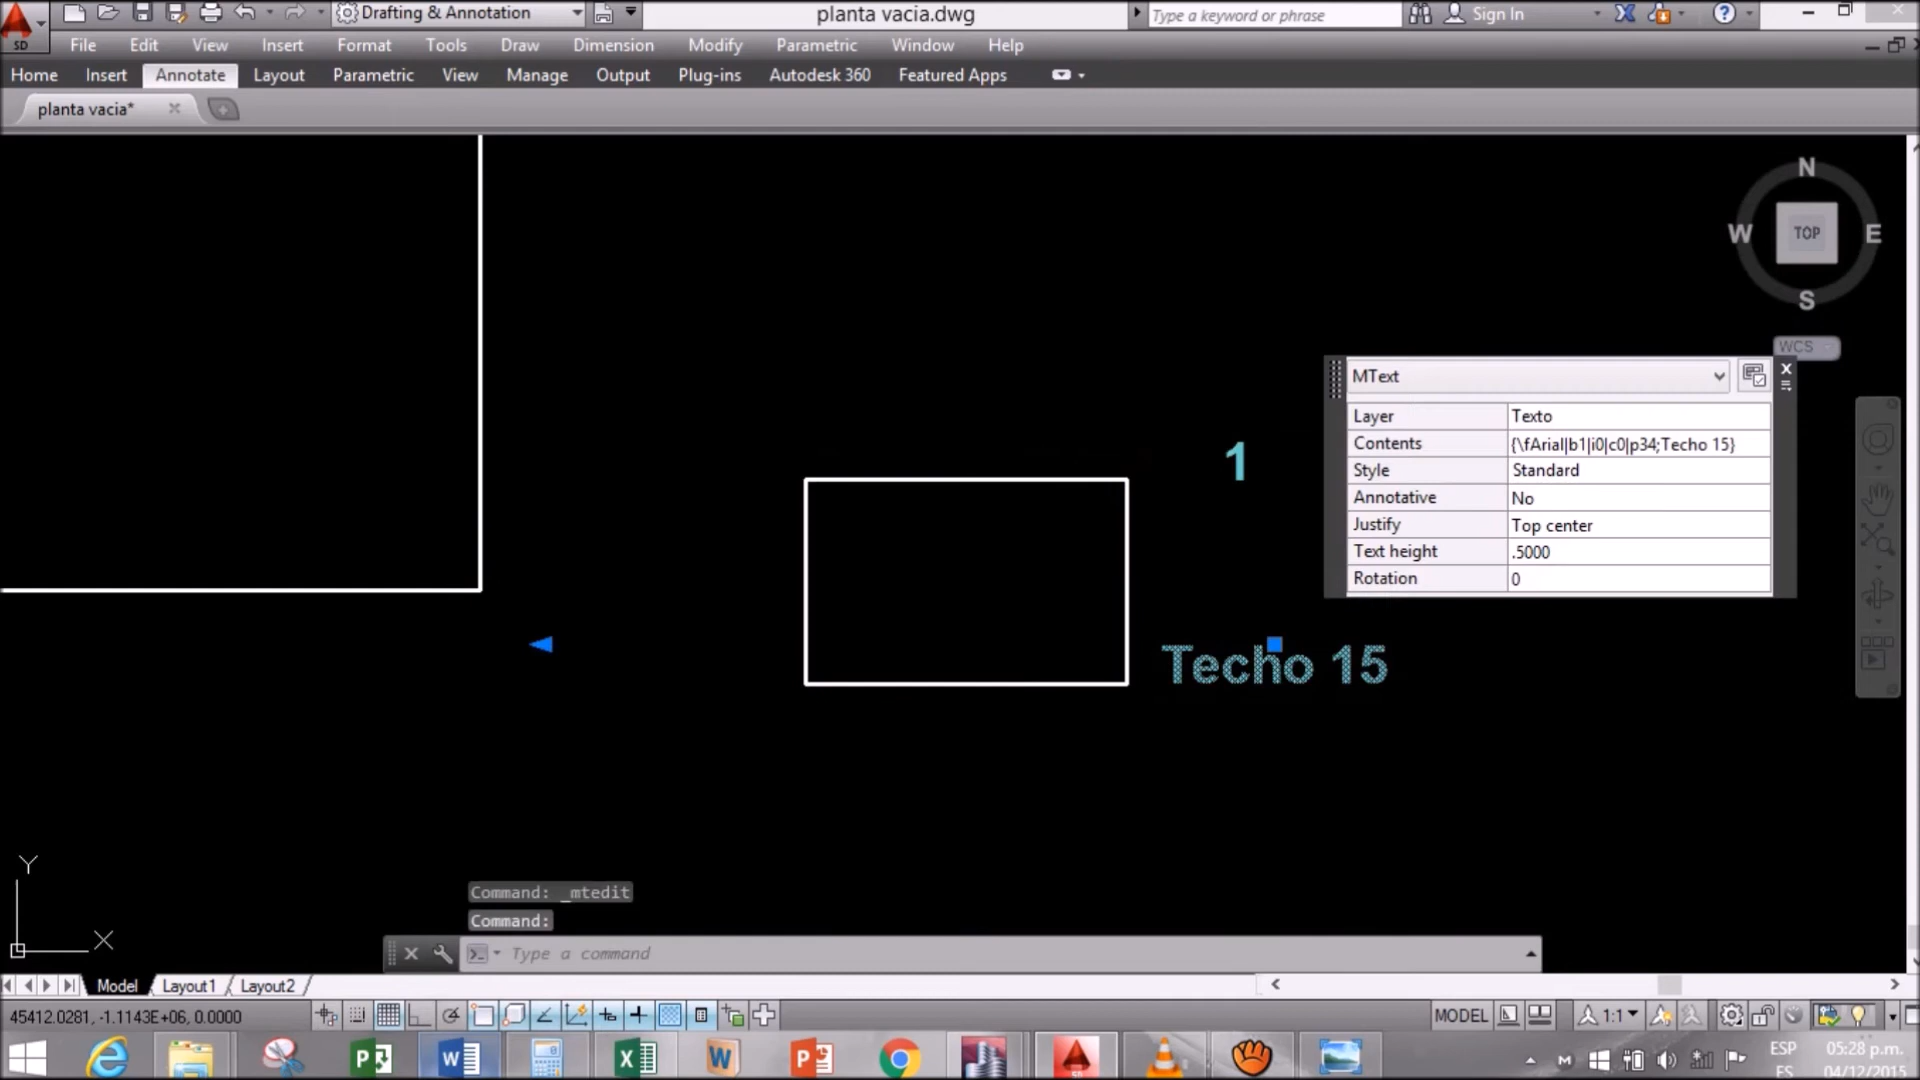 SD
Drafting & Annotation
planta vacia.dwg
Type a keyword or phrase
Sign In
File Edit View Insert Format Tools Draw Dimension Modify Parametric Window Help
Home Insert Annotate Layout Parametric View Manage Output Plug-ins Autodesk 360 Featured Apps
planta vacia*
N
W TOP E
S
WCS
MText
Layer Texto
Contents {\fArial|b1|i0|c0|p34;Techo 15}
Style Standard
Annotative No
Justify Top center
Text height .5000
Rotation 0
1
Techo 15
Y
X
Command: _mtedit
Command:
Type a command
Model Layout1 Layout2
45412.0281, -1.1143E+06, 0.0000
MODEL
1:1
ESP 05:28 p.m.
ES 04/12/2015